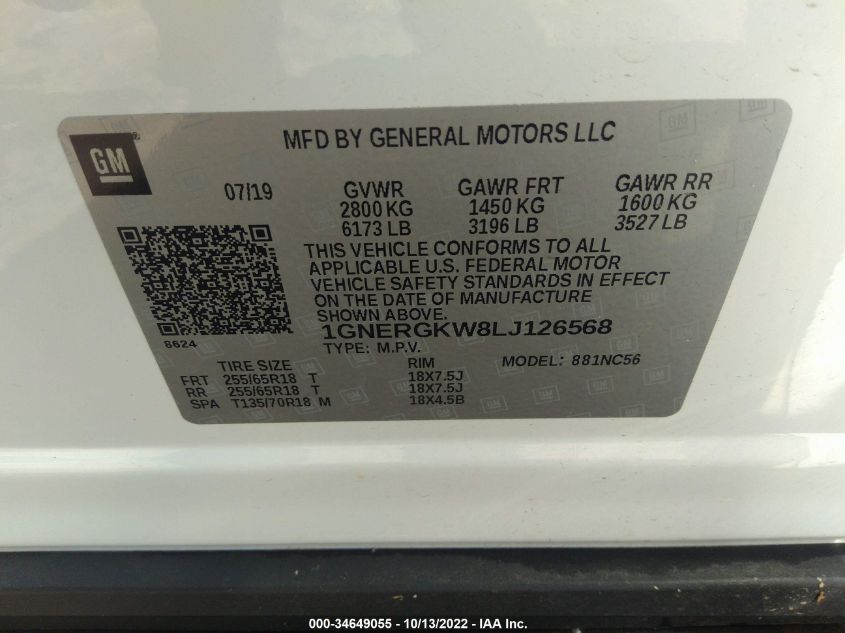 GM
MFD BY GENERAL MOTORS LLC
07/19 GVWR GAWR FRT GAWR RR
2800 KG 1450 KG 1600 KG
6173 LB 3196 LB 3527 LB
THIS VEHICLE CONFORMS TO ALL
APPLICABLE U.S. FEDERAL MOTOR
VEHICLE SAFETY STANDARDS IN EFFECT
ON THE DATE OF MANUFACTURE
SHOWN ABOVE.
8624
1GNERGKW8LJ126568
TYPE: M.P.V. MODEL: 881NC56
TIRE SIZE RIM
FRT 255/65R18 T 18X7.5J
RR 255/65R18 T 18X7.5J
SPA T135/70R18 M 18X4.5B
000-34649055 - 10/13/2022 - IAA Inc.